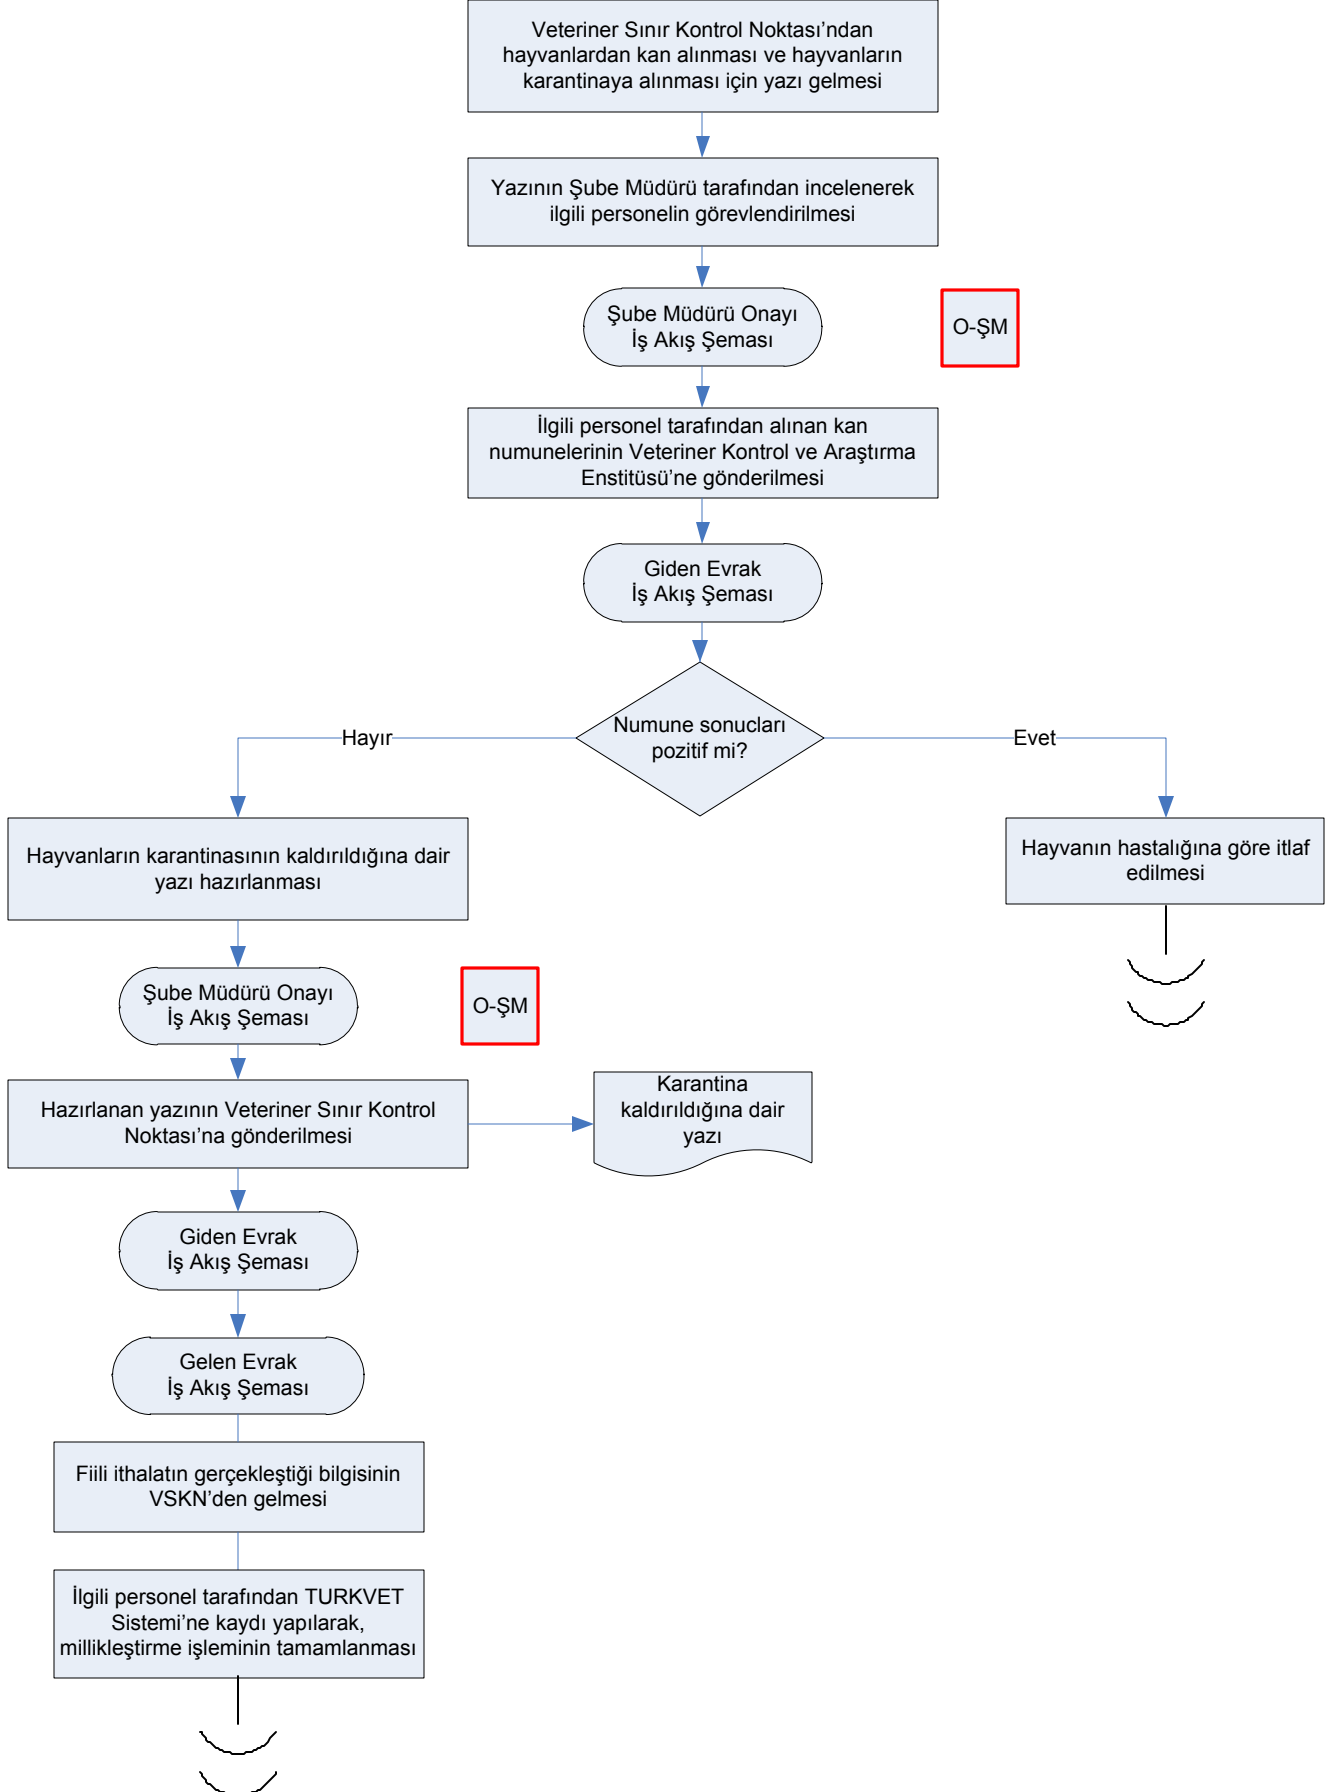 Veteriner Sınır Kontrol Noktası’ndan
hayvanlardan kan alınması ve hayvanların
karantinaya alınması için yazı gelmesi
Yazının Şube Müdürü tarafından incelenerek
ilgili personelin görevlendirilmesi
Şube Müdürü Onayı
İş Akış Şeması
O-ŞM
İlgili personel tarafından alınan kan
numunelerinin Veteriner Kontrol ve Araştırma
Enstitüsü’ne gönderilmesi
Giden Evrak
İş Akış Şeması
Numune sonucları
pozitif mi?
Hayır
Evet
Hayvanların karantinasının kaldırıldığına dair
yazı hazırlanması
Hayvanın hastalığına göre itlaf
edilmesi
Şube Müdürü Onayı
İş Akış Şeması
O-ŞM
Hazırlanan yazının Veteriner Sınır Kontrol
Noktası’na gönderilmesi
Karantina
kaldırıldığına dair
yazı
Giden Evrak
İş Akış Şeması
Gelen Evrak
İş Akış Şeması
Fiili ithalatın gerçekleştiği bilgisinin
VSKN’den gelmesi
İlgili personel tarafından TURKVET
Sistemi’ne kaydı yapılarak,
millikleştirme işleminin tamamlanması